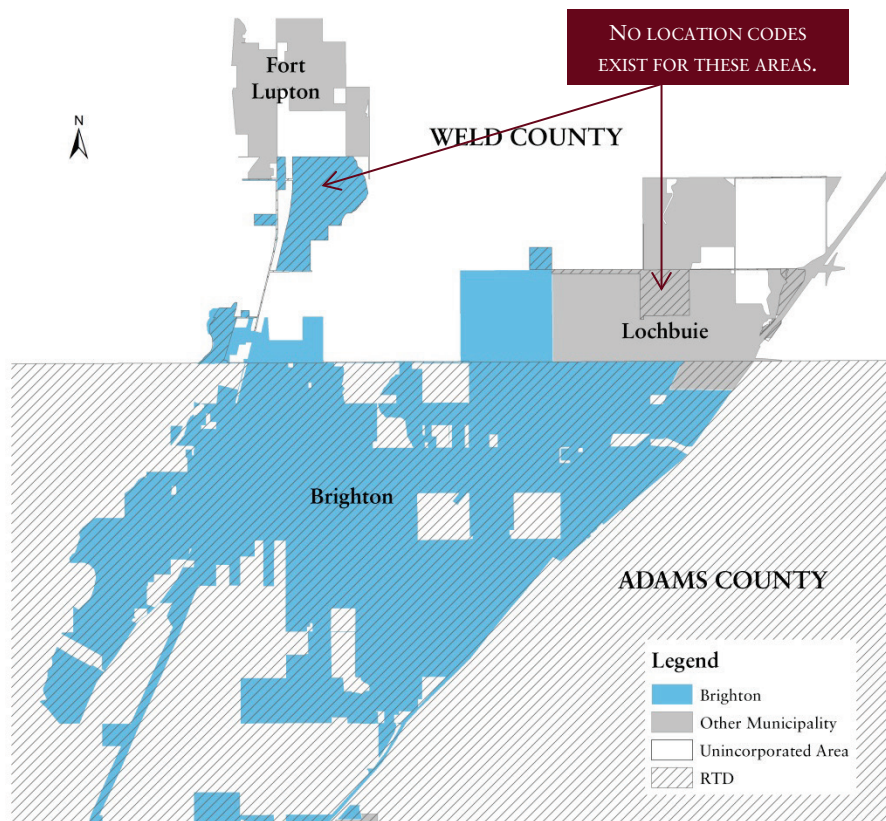 NO LOCATION CODES
EXIST FOR THESE AREAS.
Fort
Lupton
N
WELD COUNTY
Lochbuie
Brighton
ADAMS COUNTY
Legend
Brighton
Other Municipality
Unincorporated Area
RTD